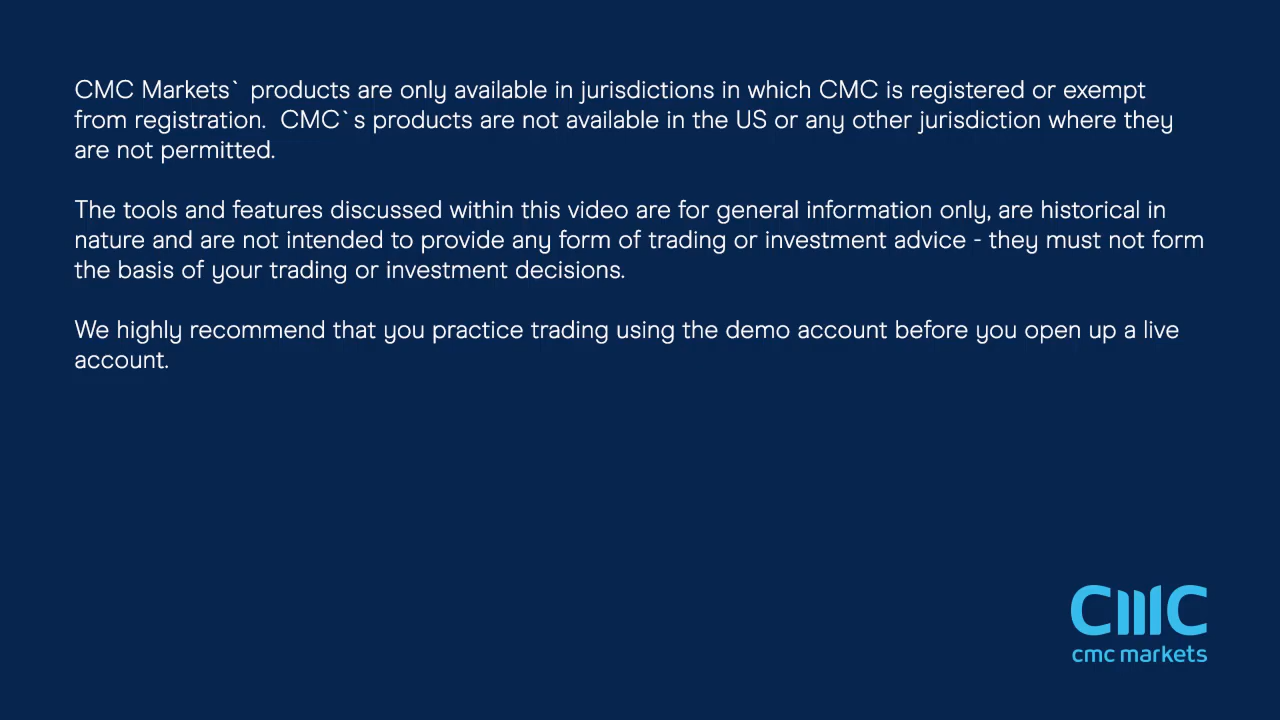 CMC Markets` products are only available in jurisdictions in which CMC is registered or exempt
from registration.  CMC`s products are not available in the US or any other jurisdiction where they
are not permitted.
The tools and features discussed within this video are for general information only, are historical in
nature and are not intended to provide any form of trading or investment advice - they must not form
the basis of your trading or investment decisions.
We highly recommend that you practice trading using the demo account before you open up a live
account.
CMC
cmc markets